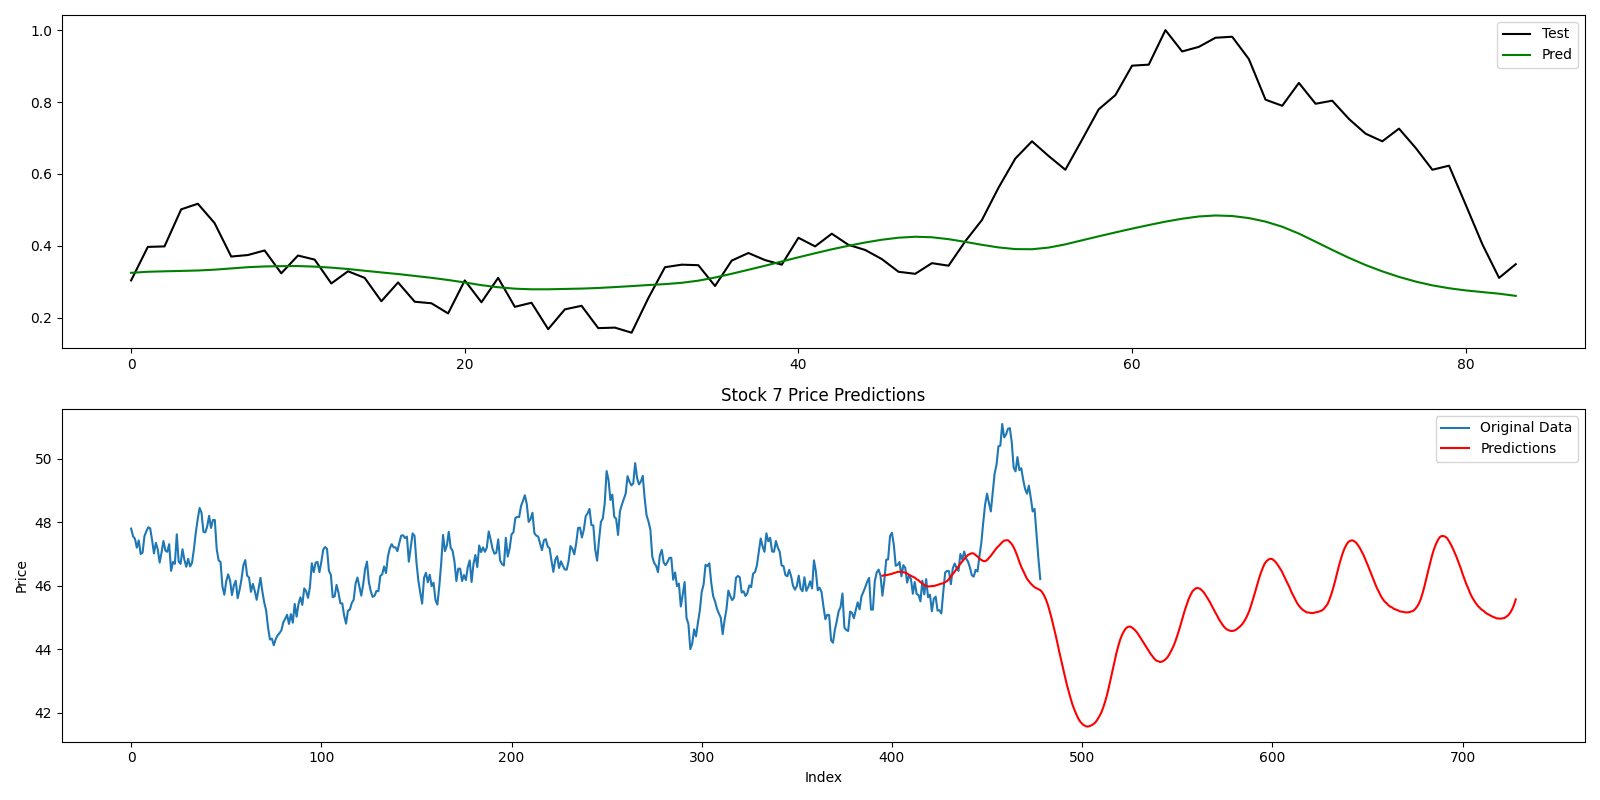 1.0
0.8
0.6
0.4
0.2
Test
Pred
0 20 40 60 80
Stock 7 Price Predictions
Price
50
48
46
44
42
Original Data
Predictions
0 100 200 300 400 500 600 700
Index